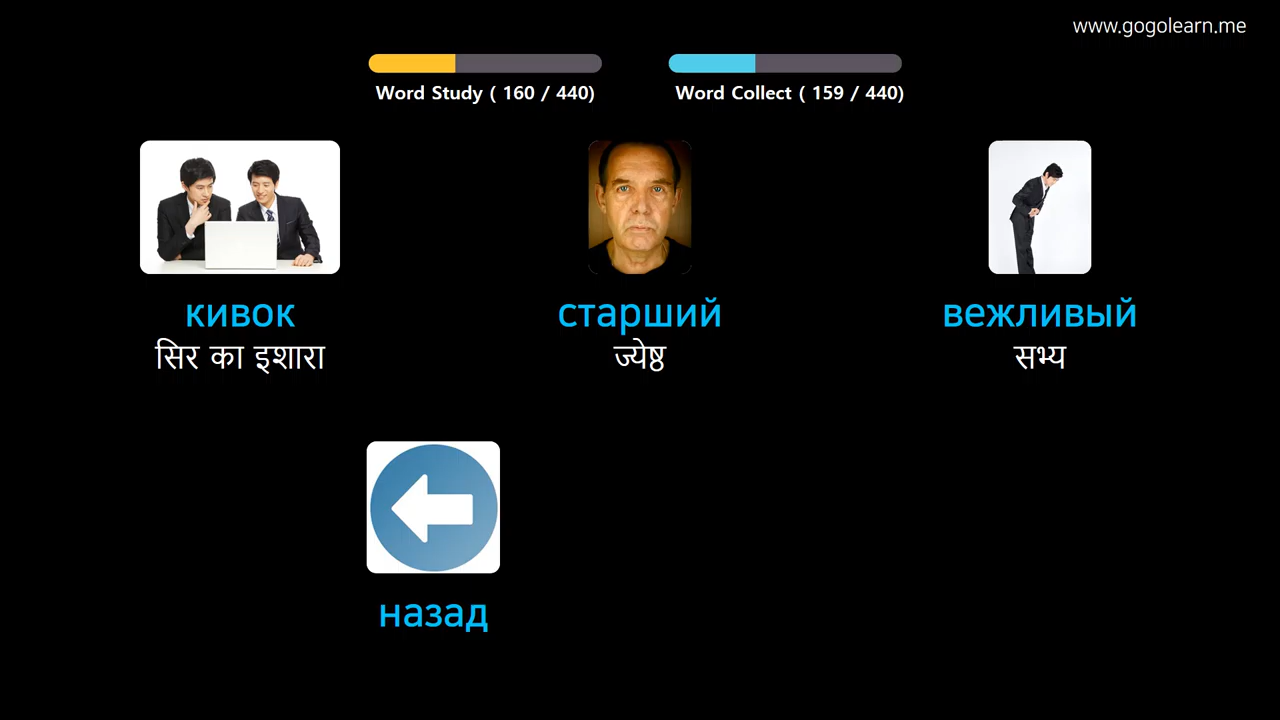 www.gogolearn.me
Word Study ( 160 / 440)
Word Collect ( 159 / 440)
кивок
старший
вежливый
सिर का इशारा
ज्येष्ठ
सभ्य
назад